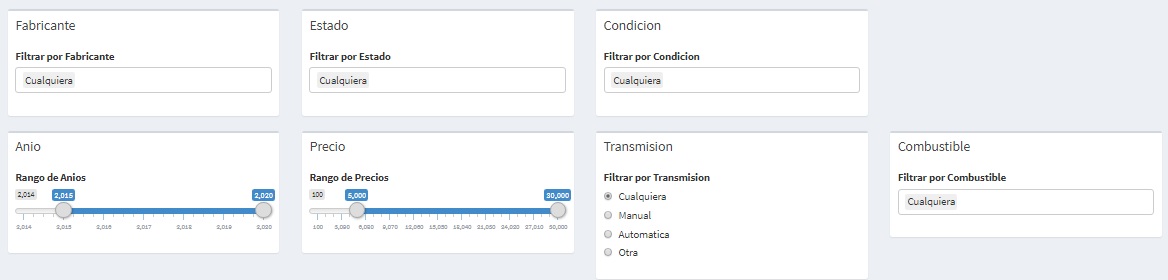 Fabricante
Estado
Condicion
Filtrar por Fabricante
Filtrar por Estado
Filtrar por Condicion
Cualquiera
Cualquiera
Cualquiera
Anio
Precio
Transmision
Combustible
Rango de Anios
Rango de Precios
Filtrar por Transmision
Filtrar por Combustible
2,014 2,015 2,020
100 5,000 30,000
Cualquiera
Cualquiera
Manual
2,014 2,015 2,016 2,017 2,018 2,019 2,020
100 3,090 6,080 9,070 12,060 15,050 18,040 21,030 24,020 27,010 30,000
Automatica
Otra